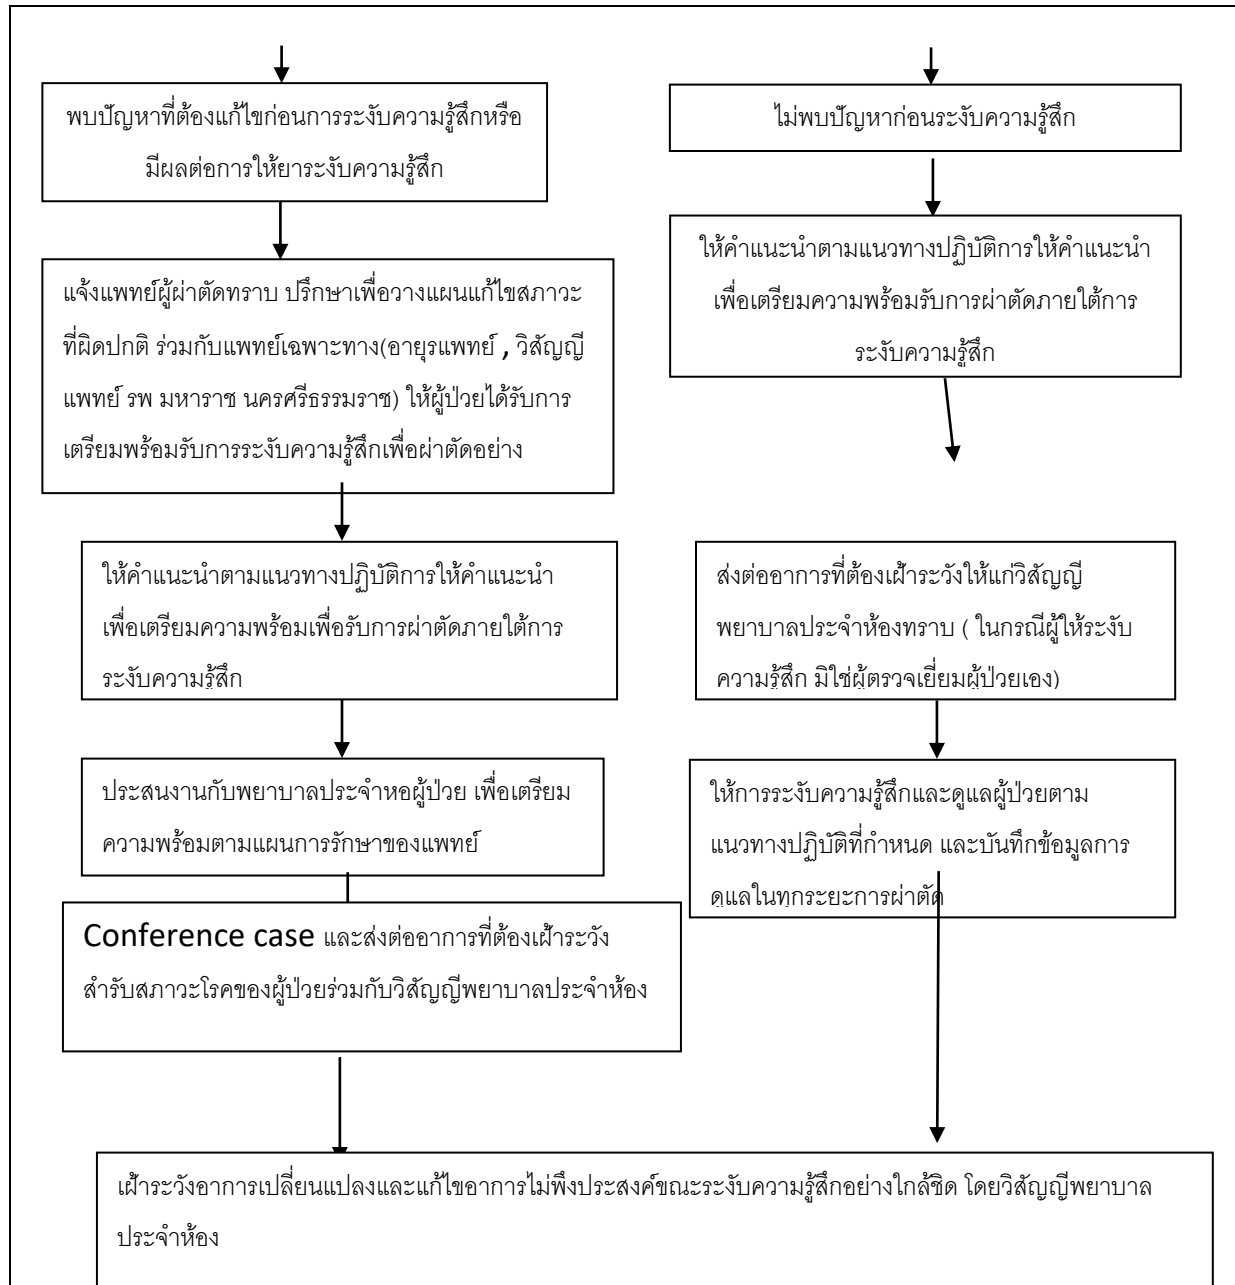 พบปัญหาที่ต้องแก้ไขก่อนการระงับความรู้สึกหรือ
มีผลต่อการให้ยาระงับความรู้สึก
แจ้งแพทย์ผู้ผ่าตัดทราบ ปรึกษาเพื่อวางแผนแก้ไขสภาวะ
ที่ผิดปกติ ร่วมกับแพทย์เฉพาะทาง(อายุรแพทย์ , วิสัญญี
แพทย์ รพ มหาราช นครศรีธรรมราช) ให้ผู้ป่วยได้รับการ
เตรียมพร้อมรับการระงับความรู้สึกเพื่อผ่าตัดอย่าง
ให้คำแนะนำตามแนวทางปฏิบัติการให้คำแนะนำ
เพื่อเตรียมความพร้อมเพื่อรับการผ่าตัดภายใต้การ
ระงับความรู้สึก
ประสนงานกับพยาบาลประจำหอผู้ป่วย เพื่อเตรียม
ความพร้อมตามแผนการรักษาของแพทย์
Conference case และส่งต่ออาการที่ต้องเฝ้าระวัง
สำรับสภาวะโรคของผู้ป่วยร่วมกับวิสัญญีพยาบาลประจำห้อง
ไม่พบปัญหาก่อนระงับความรู้สึก
ให้คำแนะนำตามแนวทางปฏิบัติการให้คำแนะนำ
เพื่อเตรียมความพร้อมรับการผ่าตัดภายใต้การ
ระงับความรู้สึก
ส่งต่ออาการที่ต้องเฝ้าระวังให้แก่วิสัญญี
พยาบาลประจำห้องทราบ ( ในกรณีผู้ให้ระงับ
ความรู้สึก มิใช่ผู้ตรวจเยี่ยมผู้ป่วยเอง)
ให้การระงับความรู้สึกและดูแลผู้ป่วยตาม
แนวทางปฏิบัติที่กำหนด และบันทึกข้อมูลการ
ดูแลในทุกระยะการผ่าตัด
เฝ้าระวังอาการเปลี่ยนแปลงและแก้ไขอาการไม่พึงประสงค์ขณะระงับความรู้สึกอย่างใกล้ชิด โดยวิสัญญีพยาบาล
ประจำห้อง